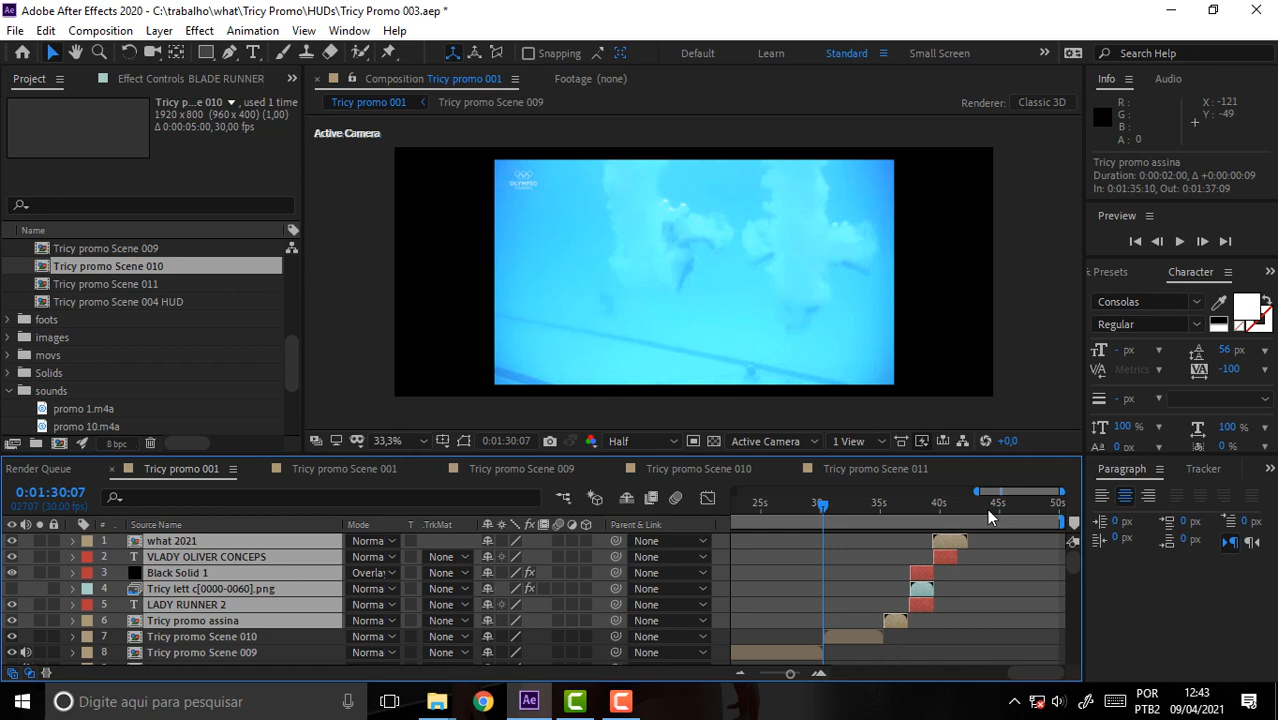 Adobe After Effects 2020 - C:\trabalho\what\Tricy Promo\HUDs\Tricy Promo 003.aep *
File Edit Composition Layer Effect Animation View Window Help
Snapping Default Learn Standard Small Screen Search Help
Project Effect Controls BLADE RUNNER Composition Tricy promo 001 Footage (none) Info Audio
Tricy p...e 010, used 1 time
1920 x 800 (960 x 400) (1,00)
Δ 0:00:05:00, 30,00 fps
Tricy promo 001 Tricy promo Scene 009 Renderer: Classic 3D
Active Camera
OLYMPIC
R :
G :
B :
A : 0
X : -121
Y : -49
Tricy promo assina
Duration: 0:00:02:00, Δ +0:00:00:09
In: 0:01:35:10, Out: 0:01:37:09
Preview
Presets Character
Consolas
Regular
- px 56 px
Metrics -100
- px
100 % 100 %
0 px 0 %
Name
Tricy promo Scene 009
Tricy promo Scene 010
Tricy promo Scene 011
Tricy promo Scene 004 HUD
foots
images
movs
Solids
sounds
promo 1.m4a
promo 10.m4a
8 bpc
33,3% 0:01:30:07 Half Active Camera 1 View +0,0
Render Queue Tricy promo 001 Tricy promo Scene 001 Tricy promo Scene 009 Tricy promo Scene 010 Tricy promo Scene 011
Paragraph Tracker
0 px 0 px 0 px
0 px 0 px
0:01:30:07
02707 (30.00 fps)
25s 30s 35s 40s 45s 50s
# Source Name Mode T .TrkMat Parent & Link
1 what 2021 Norma None
2 VLADY OLIVER CONCEPS Norma None None
3 Black Solid 1 Overla None None
4 Tricy lett c[0000-0060].png Norma None None
5 LADY RUNNER 2 Norma None None
6 Tricy promo assina Norma None None
7 Tricy promo Scene 010 Norma None None
8 Tricy promo Scene 009 Norma None None
Digite aqui para pesquisar
POR
PTB2
12:43
09/04/2021